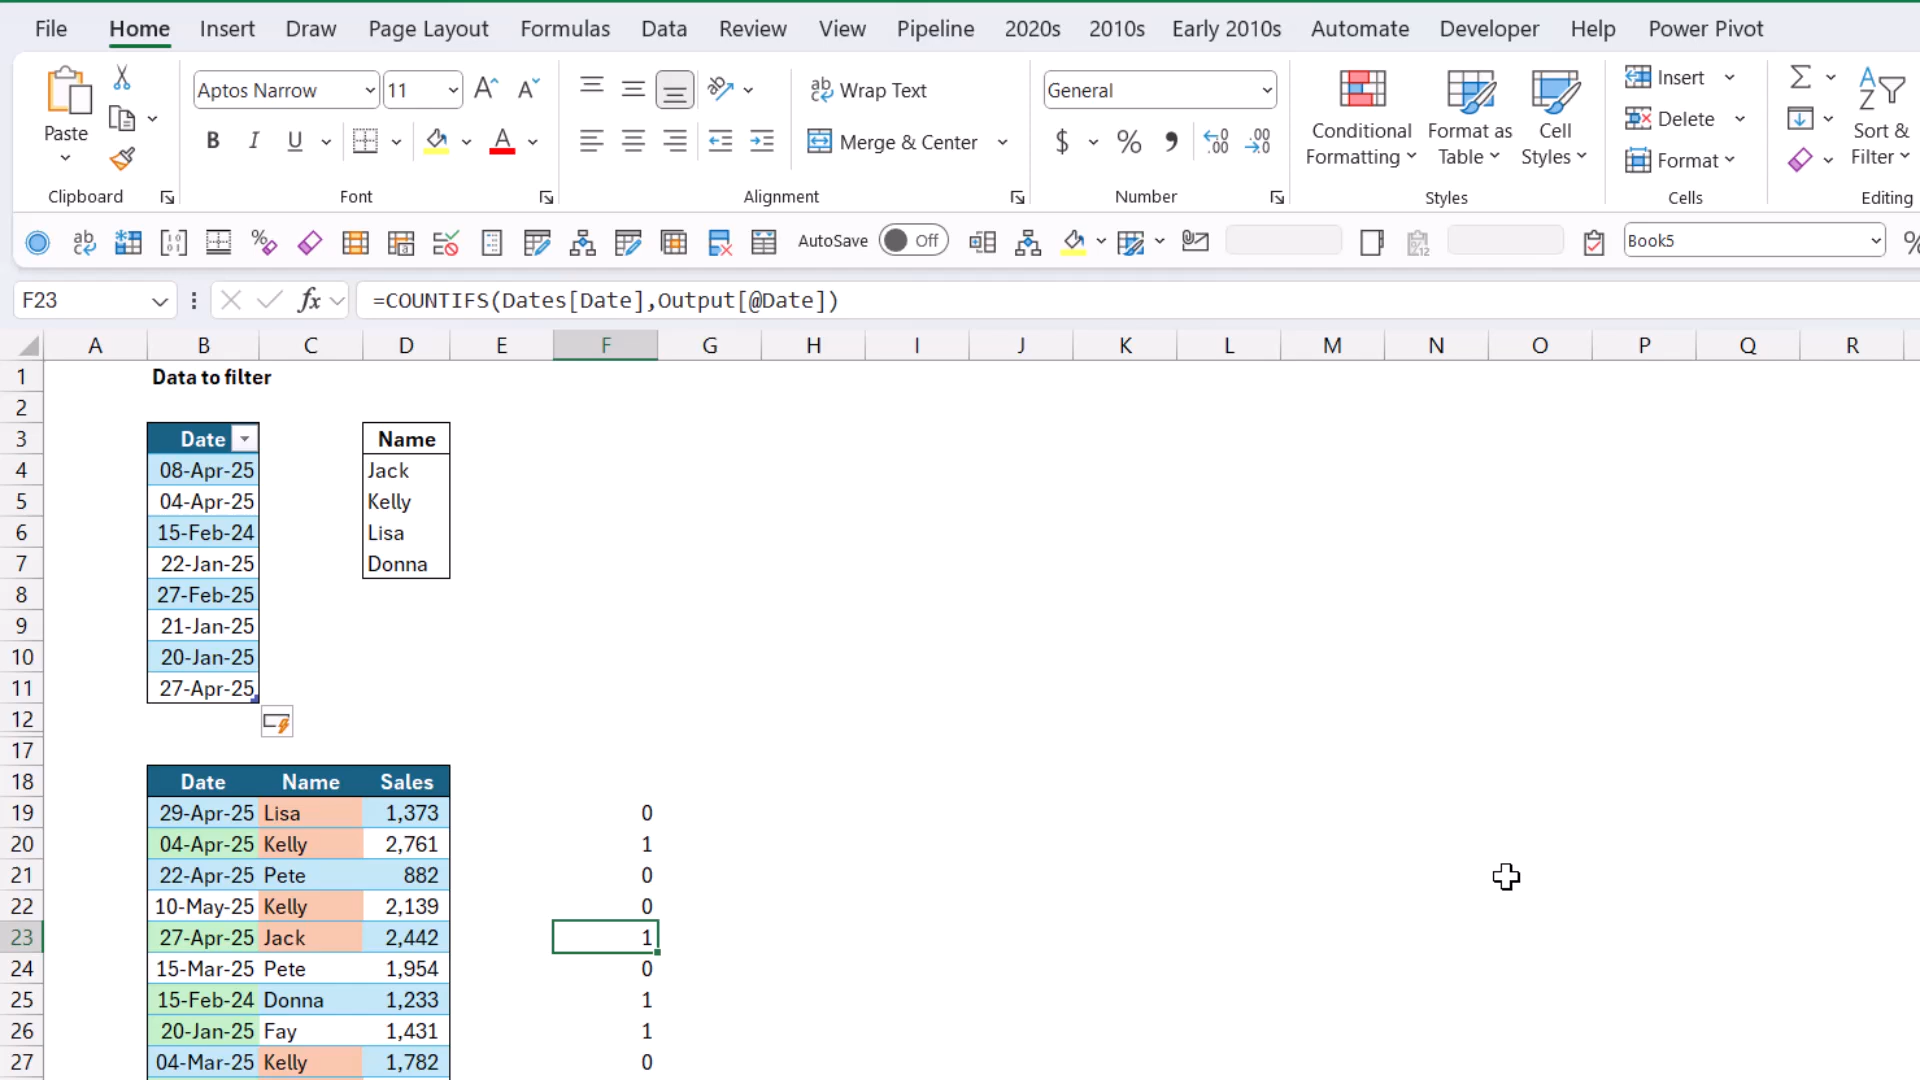 File Home Insert Draw Page Layout Formulas Data Review View Pipeline 2020s 2010s Early 2010s Automate Developer Help Power Pivot
Paste
Clipboard
Aptos Narrow 11
B I U
Font
Wrap Text
Merge & Center
Alignment
General
$ % ,
Number
Conditional Formatting
Format as Table
Cell Styles
Styles
Insert
Delete
Format
Cells
Sort & Filter
Editing
AutoSave Off
Book5
F23 fx =COUNTIFS(Dates[Date],Output[@Date])
A B C D E F G H I J K L M N O P Q R
1 Data to filter
2
3 Date Name
4 08-Apr-25 Jack
5 04-Apr-25 Kelly
6 15-Feb-24 Lisa
7 22-Jan-25 Donna
8 27-Feb-25
9 21-Jan-25
10 20-Jan-25
11 27-Apr-25
12
17
18 Date Name Sales
19 29-Apr-25 Lisa 1,373 0
20 04-Apr-25 Kelly 2,761 1
21 22-Apr-25 Pete 882 0
22 10-May-25 Kelly 2,139 0
23 27-Apr-25 Jack 2,442 1
24 15-Mar-25 Pete 1,954 0
25 15-Feb-24 Donna 1,233 1
26 20-Jan-25 Fay 1,431 1
27 04-Mar-25 Kelly 1,782 0